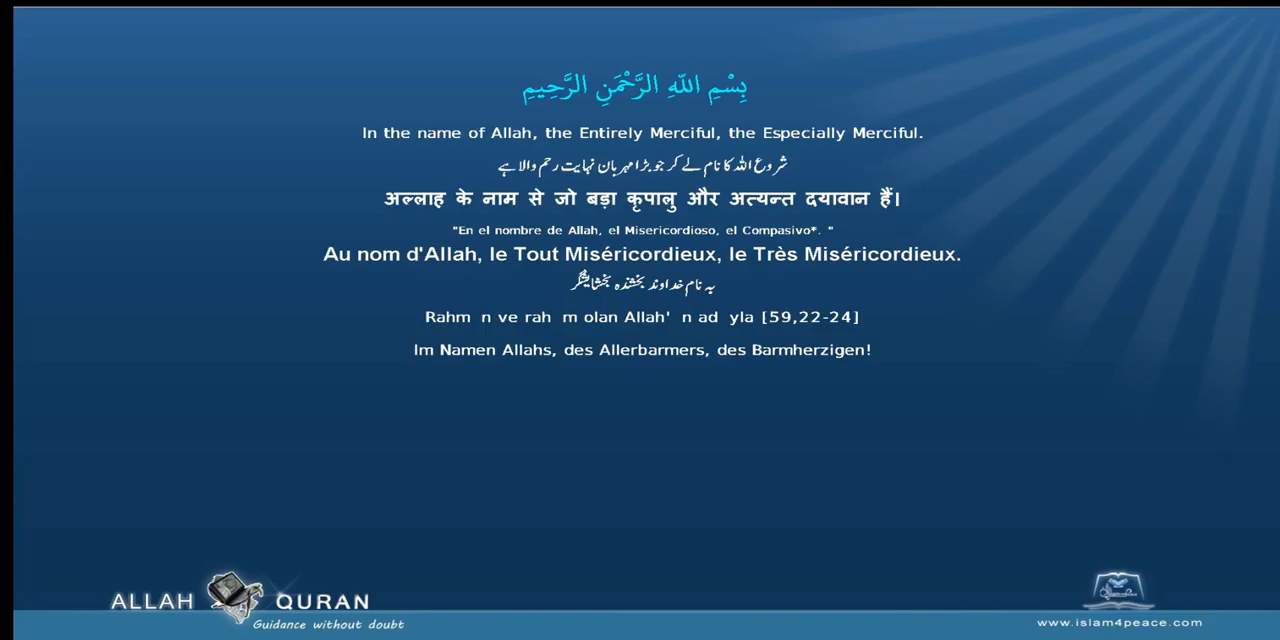 بِسْمِ اللَّهِ الرَّحْمَنِ الرَّحِيمِ
In the name of Allah, the Entirely Merciful, the Especially Merciful.
شروع الله کا نام لے کر جو بڑا مہربان نہایت رحم والا ہے
अल्लाह के नाम से जो बड़ा कृपालु और अत्यन्त दयावान हैं।
"En el nombre de Allah, el Misericordioso, el Compasivo*. "
Au nom d'Allah, le Tout Miséricordieux, le Très Miséricordieux.
به نام خداوند بخشنده بخشایشگر
Rahm n ve rah m olan Allah' n ad yla [59,22-24]
Im Namen Allahs, des Allerbarmers, des Barmherzigen!
ALLAH QURAN
Guidance without doubt
www.islam4peace.com